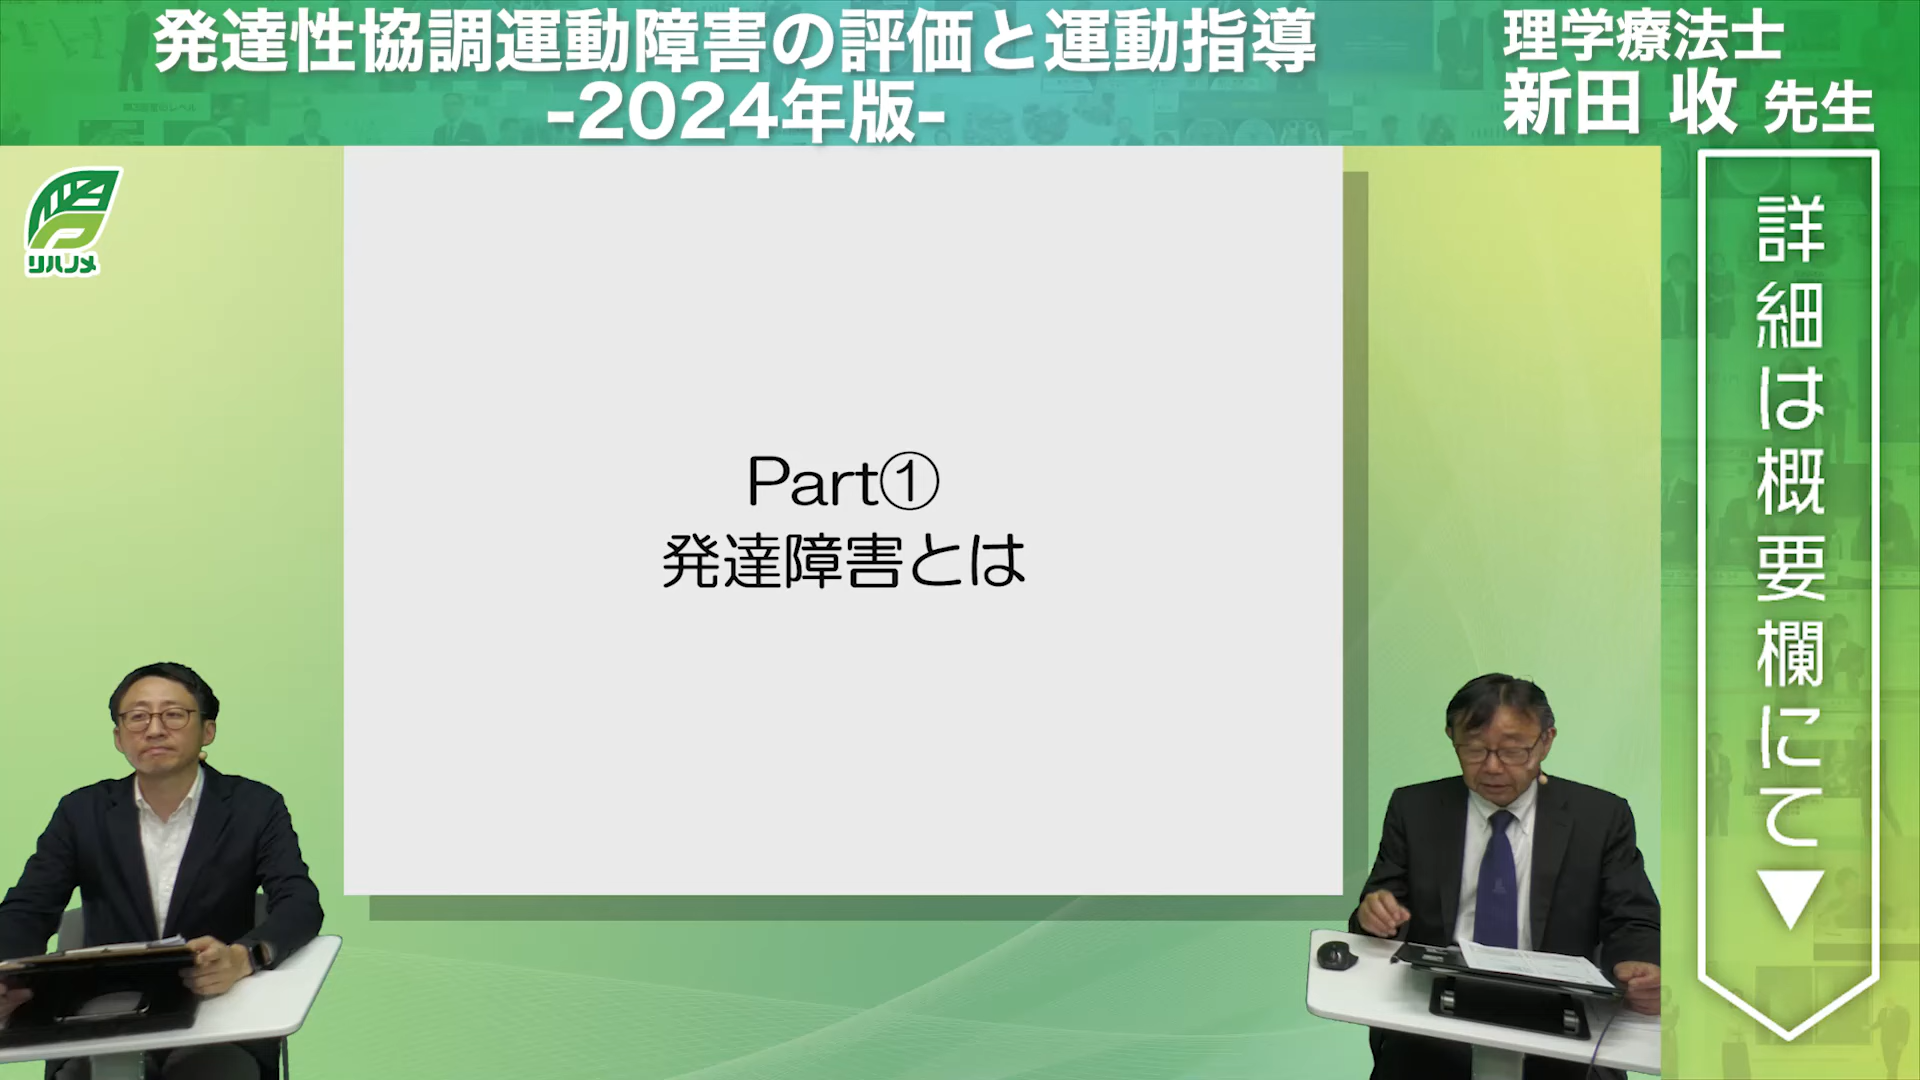 発達性協調運動障害の評価と運動指導
-2024年版-
理学療法士
新田 収 先生
リハノメ
Part①
発達障害とは
詳細は概要欄にて▼